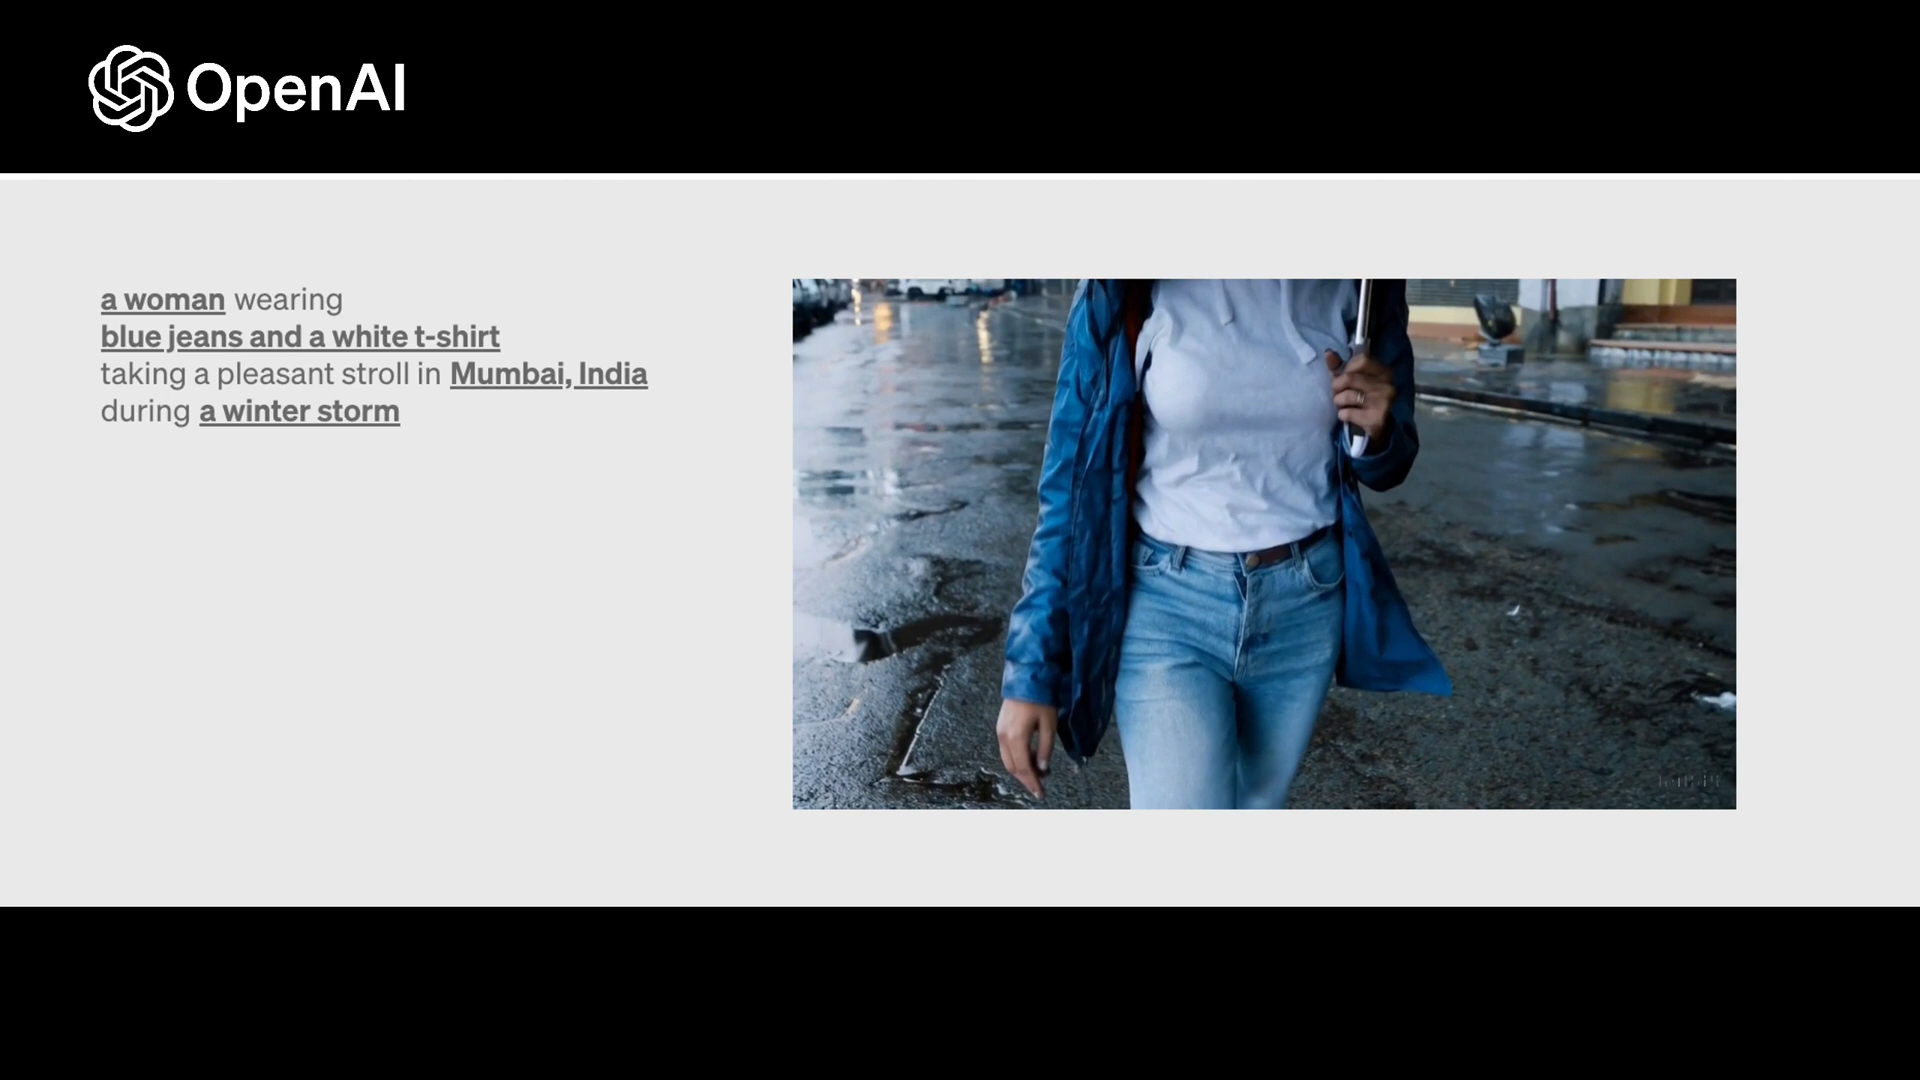 OpenAI
a woman wearing
blue jeans and a white t-shirt
taking a pleasant stroll in Mumbai, India
during a winter storm